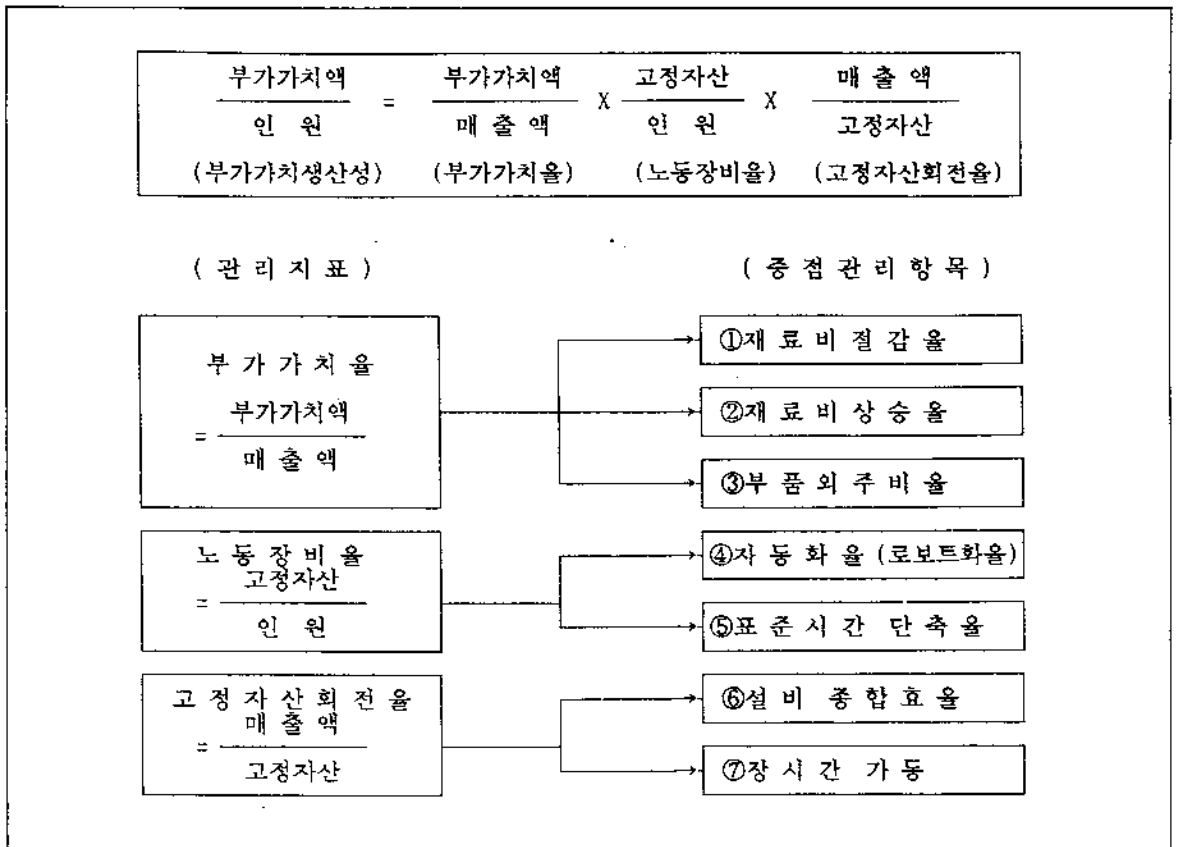 부가가치액 부가가치액 고정자산 매 출 액
= X X
인 원 매 출 액 인 원 고정자산
(부가가치생산성) (부가가치율) (노동장비율) (고정자산회전율)
( 관 리 지 표 ) ( 중 점 관 리 항 목 )
부 가 가 치 율
부가가치액
=
매 출 액
①재 료 비 절 감 율
②재 료 비 상 승 율
③부 품 외 주 비 율
노 동 장 비 율
고정자산
=
인 원
④자 동 화 율 (로보트화율)
⑤표 준 시 간 단 축 율
고 정 자 산 회 전 율
매 출 액
=
고정자산
⑥설 비 종 합 효 율
⑦장 시 간 가 동